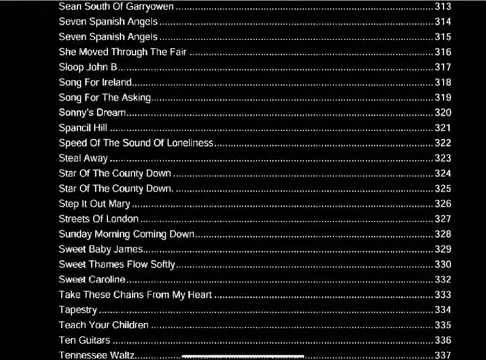 Sean South Of Garryowen ........ 313
Seven Spanish Angels ........ 314
Seven Spanish Angels ........ 315
She Moved Through The Fair ........ 316
Sloop John B ........ 317
Song For Ireland ........ 318
Song For The Asking ........ 319
Sonny's Dream ........ 320
Spancil Hill ........ 321
Speed Of The Sound Of Loneliness ........ 322
Steal Away ........ 323
Star Of The County Down ........ 324
Star Of The County Down. ........ 325
Step It Out Mary ........ 326
Streets Of London ........ 327
Sunday Morning Coming Down ........ 328
Sweet Baby James ........ 329
Sweet Thames Flow Softly ........ 330
Sweet Caroline ........ 332
Take These Chains From My Heart ........ 333
Tapestry ........ 334
Teach Your Children ........ 335
Ten Guitars ........ 336
Tennessee Waltz ........ 337